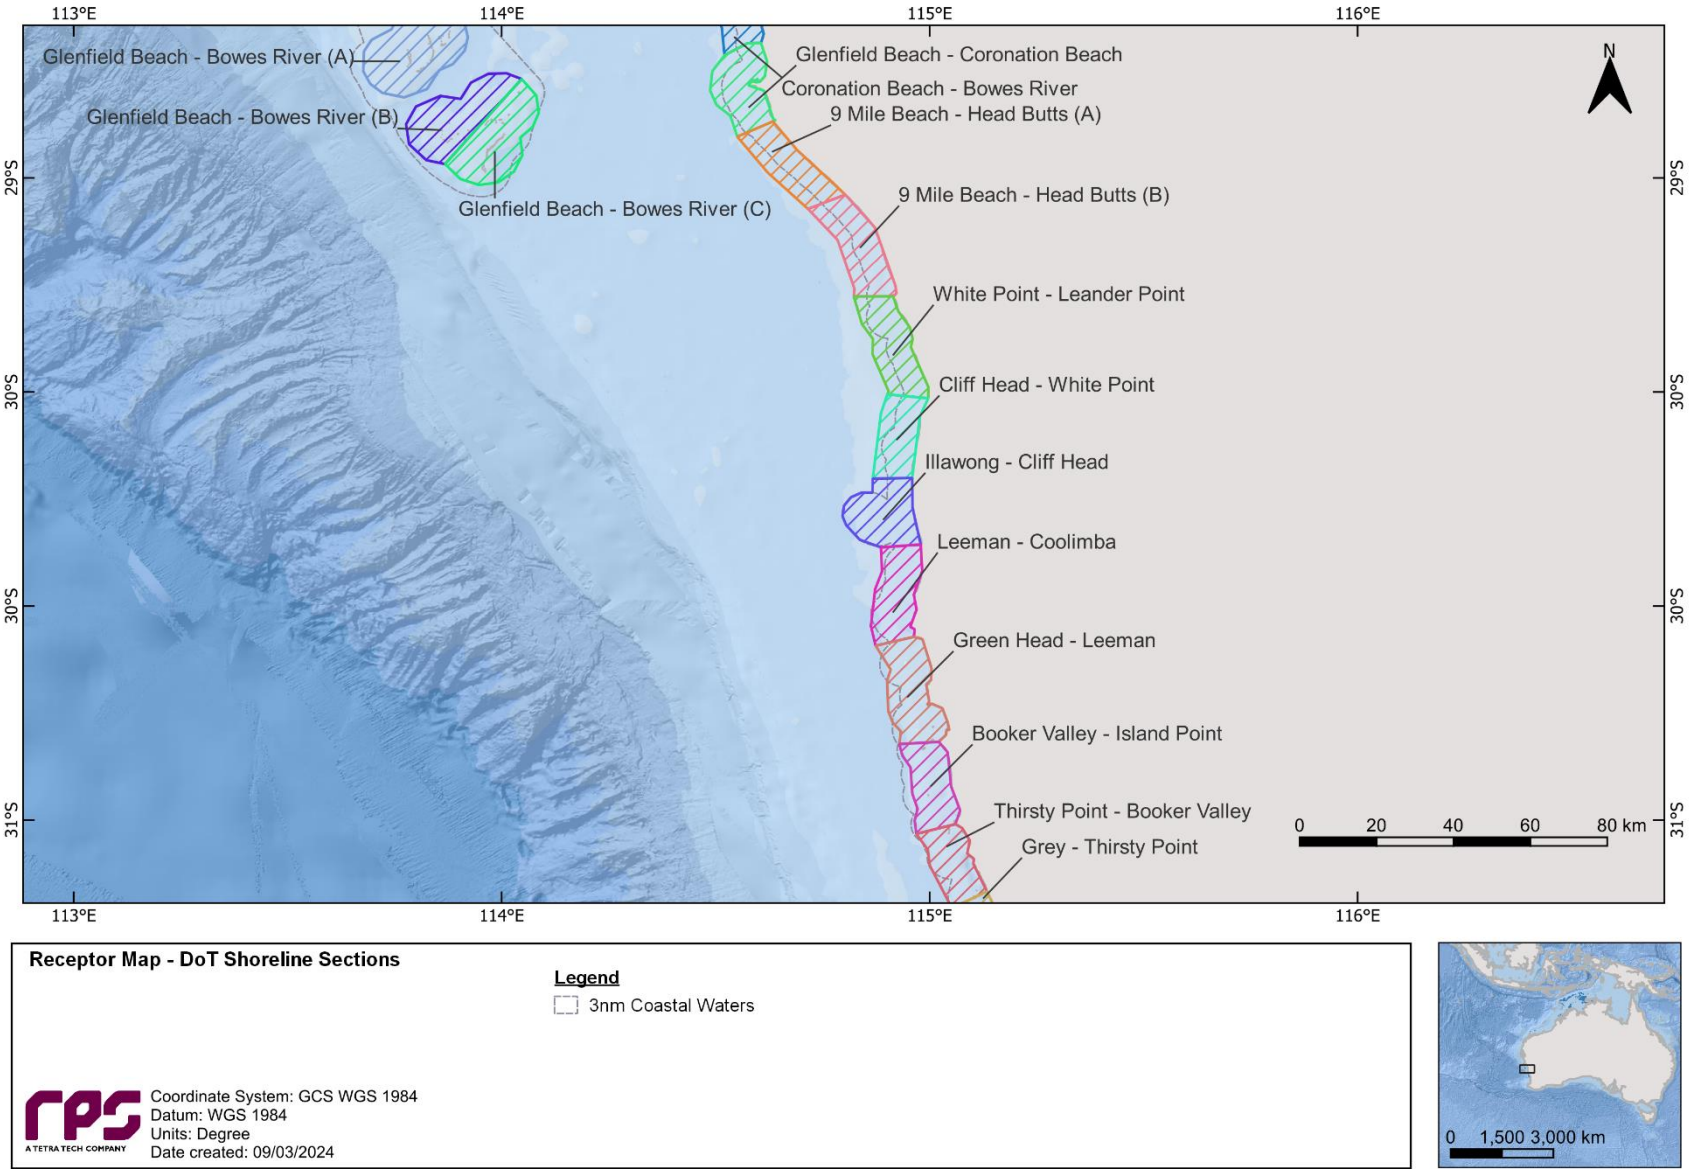 113°E 114°E 115°E 116°E
Glenfield Beach - Bowes River (A)
Glenfield Beach - Coronation Beach
N
Coronation Beach - Bowes River
Glenfield Beach - Bowes River (B)
9 Mile Beach - Head Butts (A)
29°S 29°S
9 Mile Beach - Head Butts (B)
Glenfield Beach - Bowes River (C)
White Point - Leander Point
Cliff Head - White Point
30°S 30°S
Illawong - Cliff Head
Leeman - Coolimba
30°S 30°S
Green Head - Leeman
Booker Valley - Island Point
Thirsty Point - Booker Valley
31°S 31°S
0 20 40 60 80 km
Grey - Thirsty Point
113°E 114°E 115°E 116°E
Receptor Map - DoT Shoreline Sections
Legend
3nm Coastal Waters
rps
A TETRA TECH COMPANY
Coordinate System: GCS WGS 1984
Datum: WGS 1984
Units: Degree
Date created: 09/03/2024
0 1,500 3,000 km